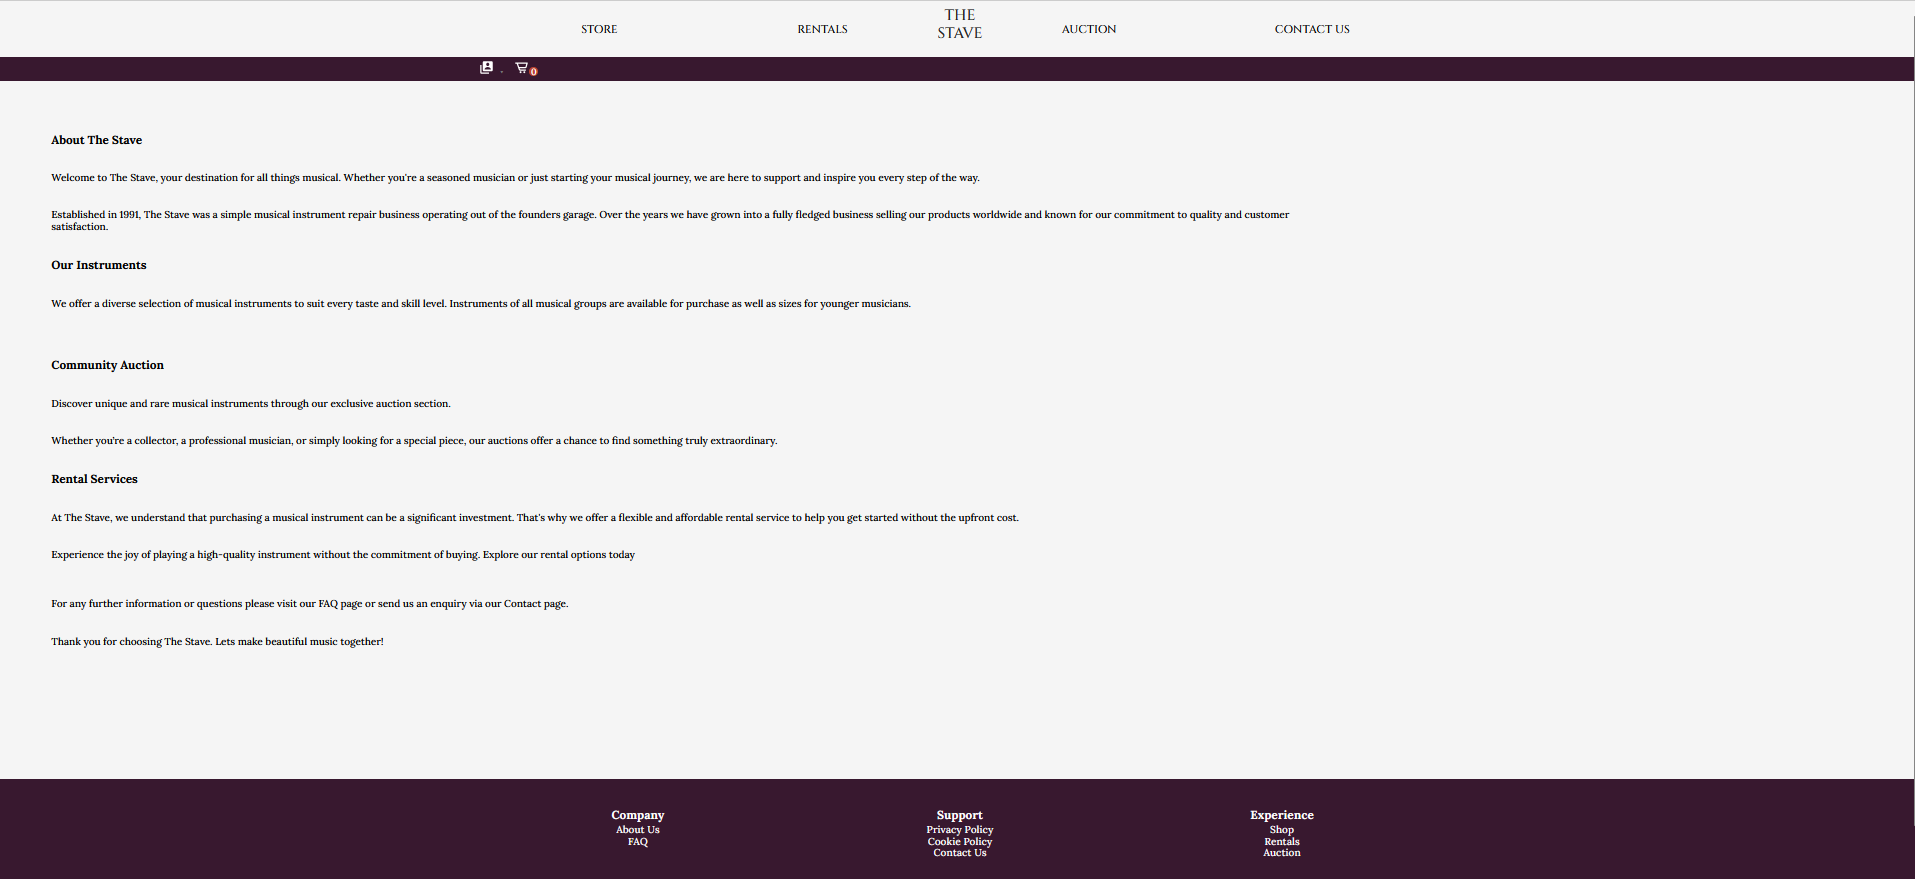 STORE
RENTALS
THE
STAVE
AUCTION
CONTACT US
0
About The Stave
Welcome to The Stave, your destination for all things musical. Whether you're a seasoned musician or just starting your musical journey, we are here to support and inspire you every step of the way.
Established in 1991, The Stave was a simple musical instrument repair business operating out of the founders garage. Over the years we have grown into a fully fledged business selling our products worldwide and known for our commitment to quality and customer
satisfaction.
Our Instruments
We offer a diverse selection of musical instruments to suit every taste and skill level. Instruments of all musical groups are available for purchase as well as sizes for younger musicians.
Community Auction
Discover unique and rare musical instruments through our exclusive auction section.
Whether you're a collector, a professional musician, or simply looking for a special piece, our auctions offer a chance to find something truly extraordinary.
Rental Services
At The Stave, we understand that purchasing a musical instrument can be a significant investment. That's why we offer a flexible and affordable rental service to help you get started without the upfront cost.
Experience the joy of playing a high-quality instrument without the commitment of buying. Explore our rental options today
For any further information or questions please visit our FAQ page or send us an enquiry via our Contact page.
Thank you for choosing The Stave. Lets make beautiful music together!
Company
About Us
FAQ
Support
Privacy Policy
Cookie Policy
Contact Us
Experience
Shop
Rentals
Auction